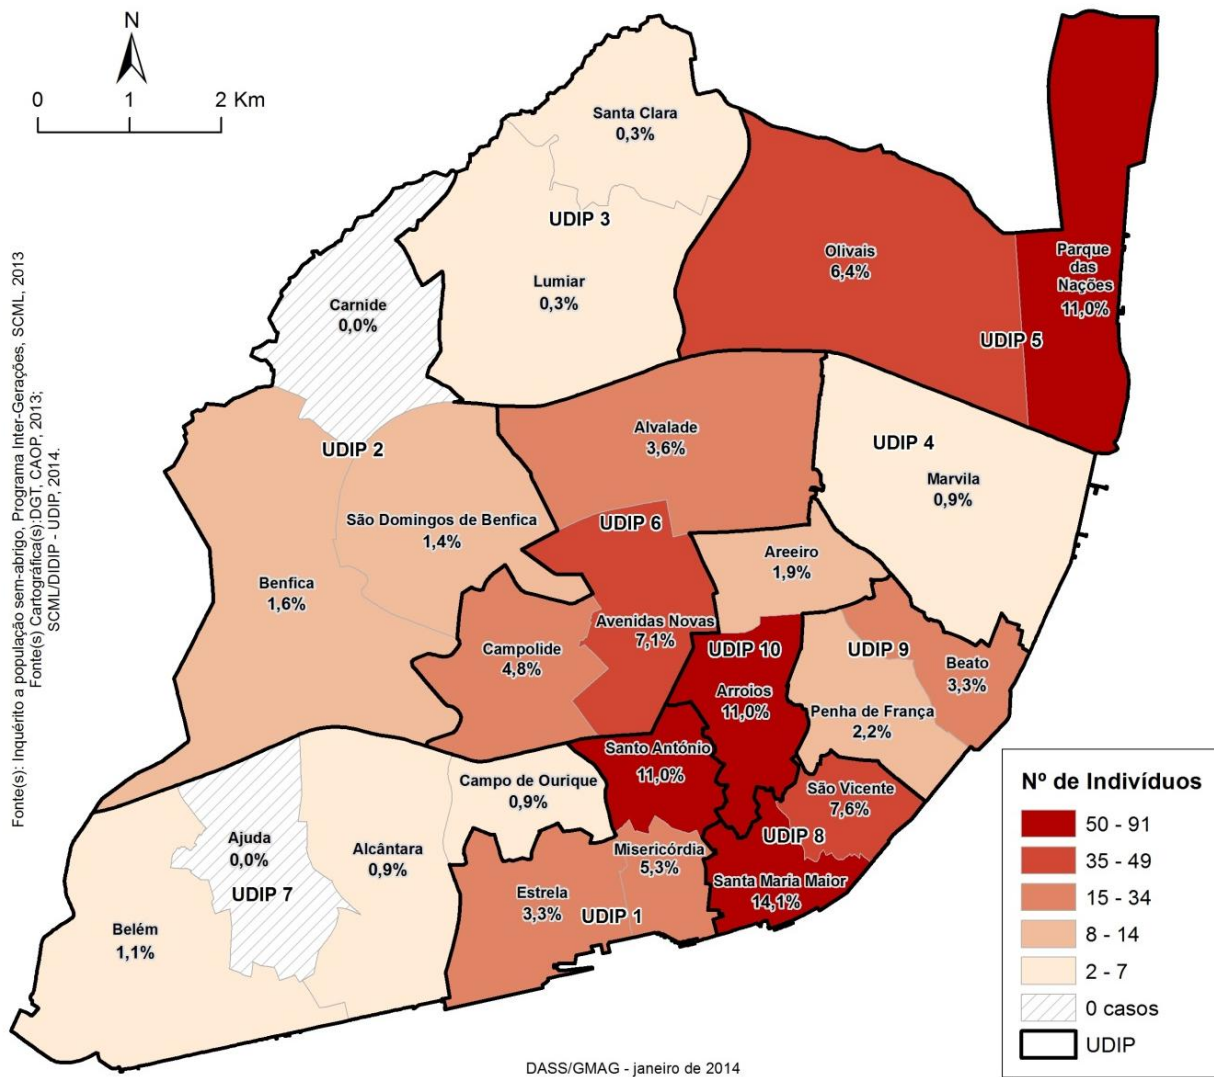 N
0 1 2 Km
Fonte(s): Inquérito a população sem-abrigo, Programa Inter-Gerações, SCML, 2013
Fonte(s) Cartográfica(s):DGT, CAOP, 2013;
SCML/DIDIP - UDIP, 2014.
Santa Clara
0,3%
UDIP 3
Lumiar
0,3%
Carnide
0,0%
Olivais
6,4%
Parque
das
Nações
11,0%
UDIP 5
UDIP 2
Alvalade
3,6%
UDIP 4
Marvila
0,9%
São Domingos de Benfica
1,4%
UDIP 6
Areeiro
1,9%
Benfica
1,6%
Campolide
4,8%
Avenidas Novas
7,1%
UDIP 10
Arroios
11,0%
UDIP 9
Beato
3,3%
Penha de França
2,2%
Santo António
11,0%
Campo de Ourique
0,9%
São Vicente
7,6%
UDIP 8
Ajuda
0,0%
UDIP 7
Alcântara
0,9%
Misericórdia
5,3%
Santa Maria Maior
14,1%
Estrela
3,3%
UDIP 1
Belém
1,1%
Nº de Indivíduos
50 - 91
35 - 49
15 - 34
8 - 14
2 - 7
0 casos
UDIP
DASS/GMAG - janeiro de 2014